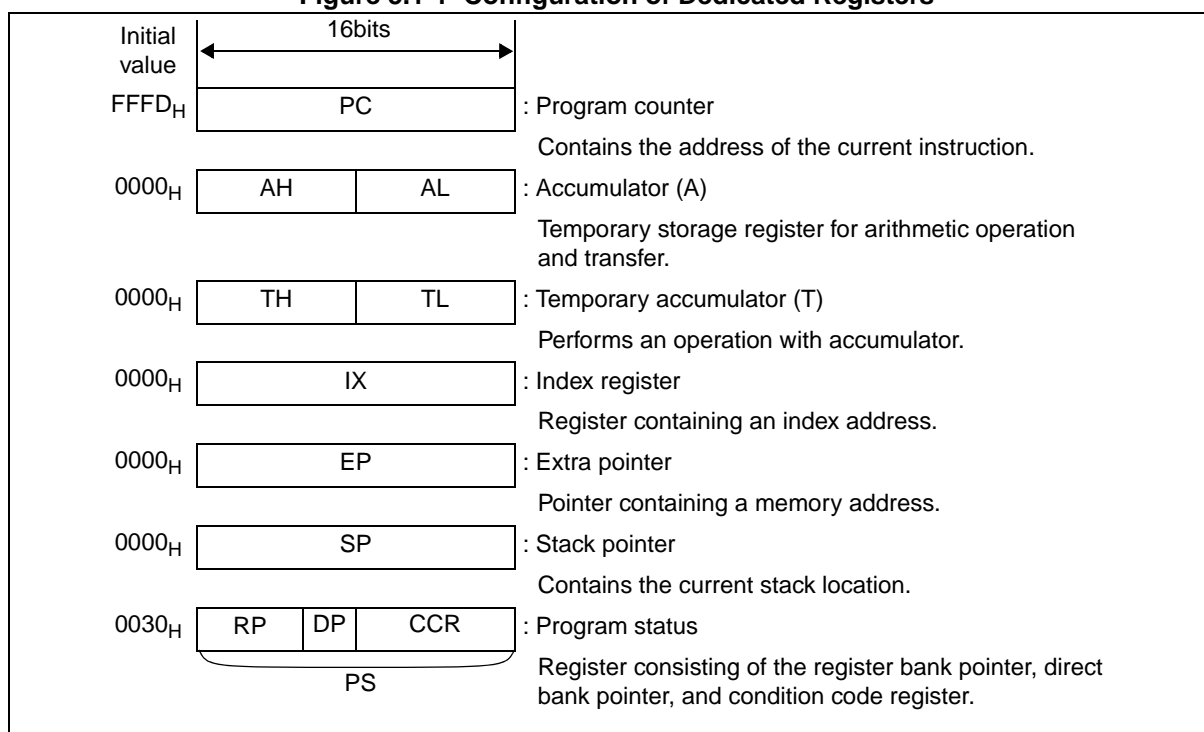 Figure 5.1-1 Configuration of Dedicated Registers
Initial value
16bits
FFFDH PC : Program counter
Contains the address of the current instruction.
0000H AH AL : Accumulator (A)
Temporary storage register for arithmetic operation
and transfer.
0000H TH TL : Temporary accumulator (T)
Performs an operation with accumulator.
0000H IX : Index register
Register containing an index address.
0000H EP : Extra pointer
Pointer containing a memory address.
0000H SP : Stack pointer
Contains the current stack location.
0030H RP DP CCR : Program status
PS
Register consisting of the register bank pointer, direct
bank pointer, and condition code register.